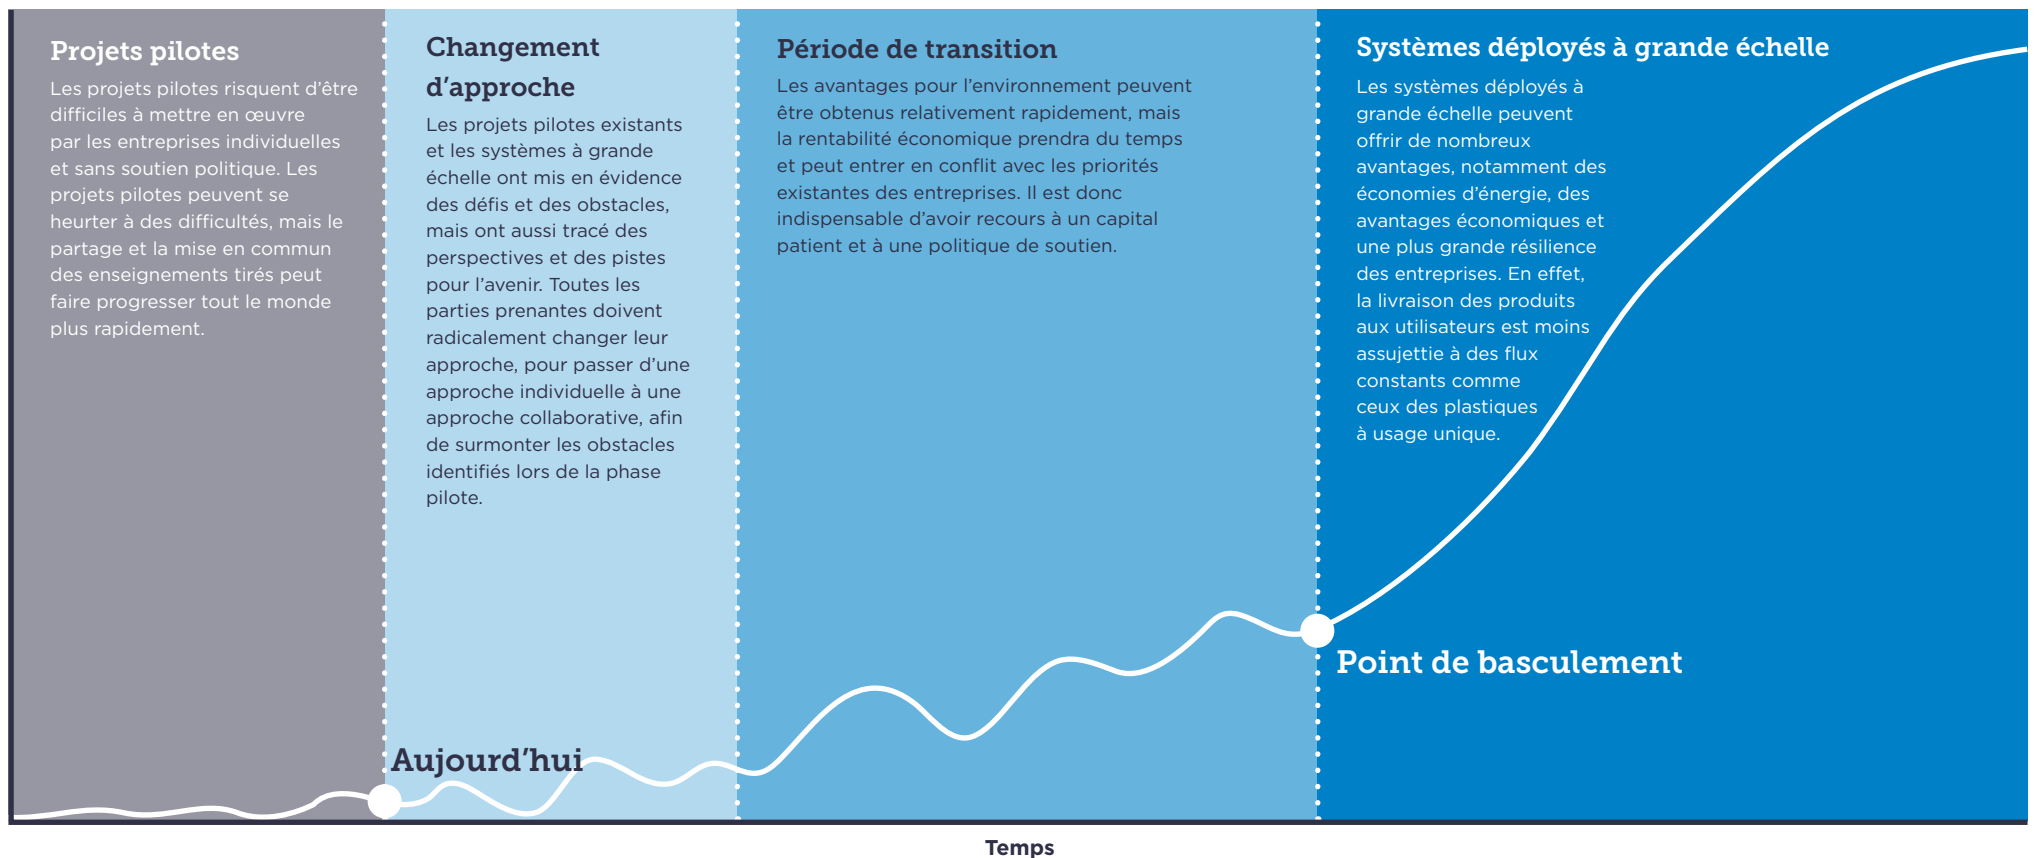 Projets pilotes
Les projets pilotes risquent d’être
difficiles à mettre en œuvre
par les entreprises individuelles
et sans soutien politique. Les
projets pilotes peuvent se
heurter à des difficultés, mais le
partage et la mise en commun
des enseignements tirés peut
faire progresser tout le monde
plus rapidement.
Changement
d’approche
Les projets pilotes existants
et les systèmes à grande
échelle ont mis en évidence
des défis et des obstacles,
mais ont aussi tracé des
perspectives et des pistes
pour l’avenir. Toutes les
parties prenantes doivent
radicalement changer leur
approche, pour passer d’une
approche individuelle à une
approche collaborative, afin
de surmonter les obstacles
identifiés lors de la phase
pilote.
Période de transition
Les avantages pour l’environnement peuvent
être obtenus relativement rapidement, mais
la rentabilité économique prendra du temps
et peut entrer en conflit avec les priorités
existantes des entreprises. Il est donc
indispensable d’avoir recours à un capital
patient et à une politique de soutien.
Systèmes déployés à grande échelle
Les systèmes déployés à
grande échelle peuvent
offrir de nombreux
avantages, notamment des
économies d’énergie, des
avantages économiques et
une plus grande résilience
des entreprises. En effet,
la livraison des produits
aux utilisateurs est moins
assujettie à des flux
constants comme
ceux des plastiques
à usage unique.
Point de basculement
Aujourd’hui
Temps